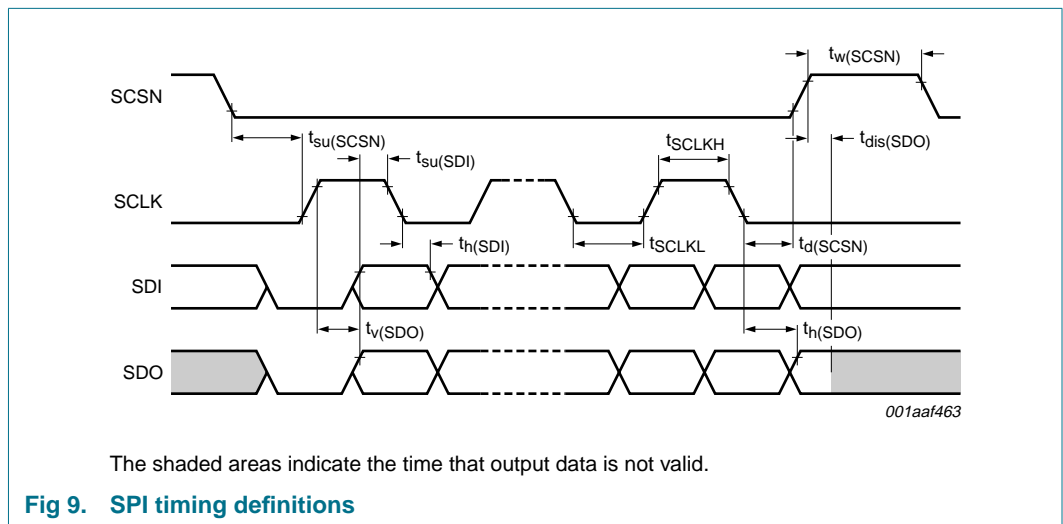 tw(SCSN)
SCSN
tsu(SCSN)
tSCLKH
tdis(SDO)
tsu(SDI)
SCLK
th(SDI)
tSCLKL
td(SCSN)
SDI
tv(SDO)
th(SDO)
SDO
001aaf463
The shaded areas indicate the time that output data is not valid.
Fig 9. SPI timing definitions